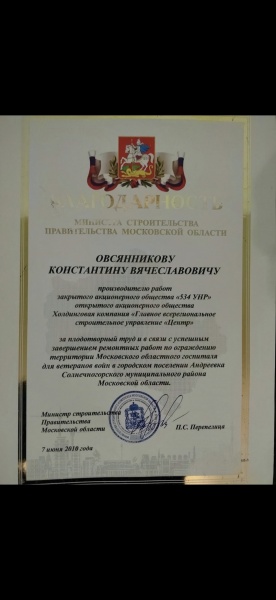 БЛАГОДАРНОСТЬ
МИНИСТРА СТРОИТЕЛЬСТВА
ПРАВИТЕЛЬСТВА МОСКОВСКОЙ ОБЛАСТИ
ОВСЯННИКОВУ
КОНСТАНТИНУ ВЯЧЕСЛАВОВИЧУ
производителю работ
закрытого акционерного общества «534 УНР»
открытого акционерного общества
Холдинговая компания «Главное всерегиональное
строительное управление «Центр»
за плодотворный труд и в связи с успешным
завершением ремонтных работ по ограждению
территории Московского областного госпиталя
для ветеранов войн в городском поселении Андреевка
Солнечногорского муниципального района
Московской области.
Министр строительства
Правительства
Московской области
П.С. Перепелица
7 июня 2010 года